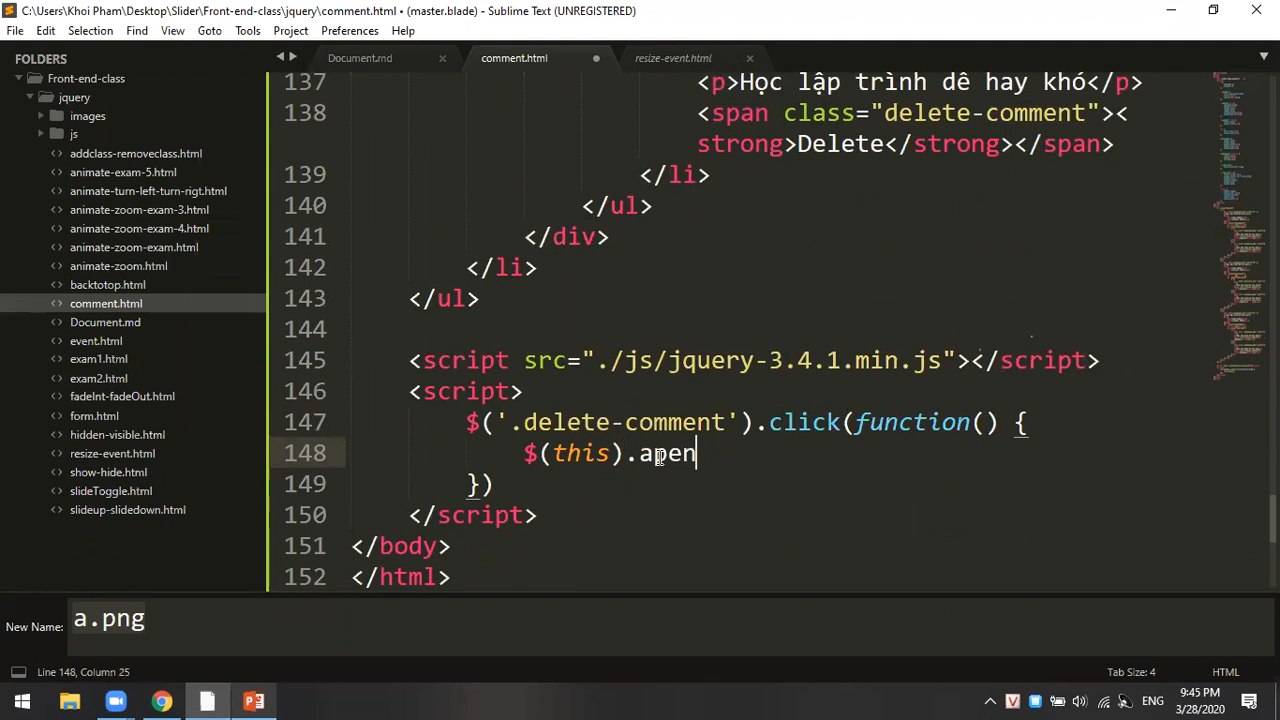 C:\Users\Khoi Pham\Desktop\Slider\Front-end-class\jquery\comment.html • (master.blade) - Sublime Text (UNREGISTERED)
File Edit Selection Find View Goto Tools Project Preferences Help
FOLDERS
Front-end-class
jquery
images
js
addclass-removeclass.html
animate-exam-5.html
animate-turn-left-turn-rigt.html
animate-zoom-exam-3.html
animate-zoom-exam-4.html
animate-zoom-exam.html
animate-zoom.html
backtotop.html
comment.html
Document.md
event.html
exam1.html
exam2.html
fadeInt-fadeOut.html
form.html
hidden-visible.html
resize-event.html
show-hide.html
slideToggle.html
slideup-slidedown.html
Document.md comment.html resize-event.html
137 <p>Học lập trình dê hay khó</p>
138 <span class="delete-comment"><
strong>Delete</strong></span>
139 </li>
140 </ul>
141 </div>
142 </li>
143 </ul>
144
145 <script src="./js/jquery-3.4.1.min.js"></script>
146 <script>
147 $('.delete-comment').click(function() {
148 $(this).apen
149 })
150 </script>
151 </body>
152 </html>
New Name: a.png
Line 148, Column 25 Tab Size: 4 HTML
ENG
9:45 PM
3/28/2020